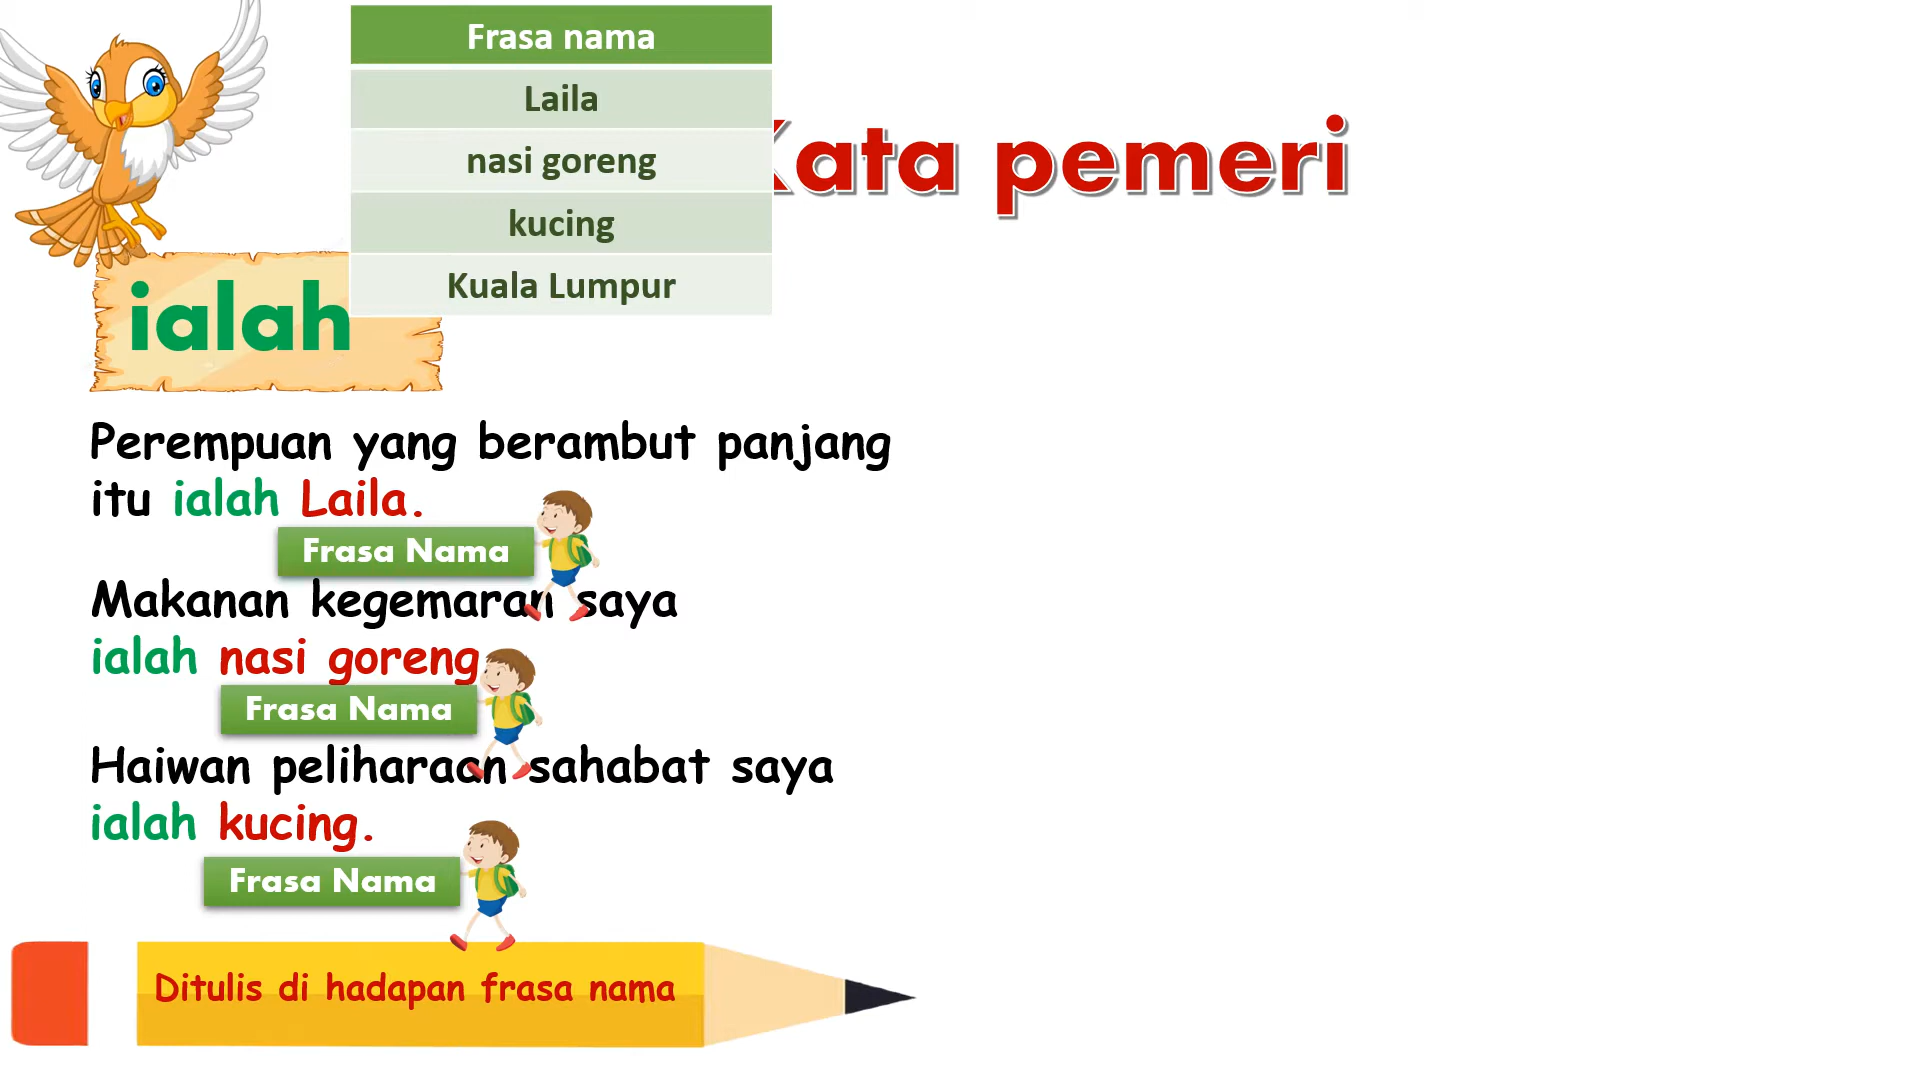 Frasa nama
Laila
nasi goreng
kucing
Kuala Lumpur
Kata pemeri
ialah
Perempuan yang berambut panjang
itu ialah Laila.
Frasa Nama
Makanan kegemaran saya
ialah nasi goreng
Frasa Nama
Haiwan peliharaan sahabat saya
ialah kucing.
Frasa Nama
Ditulis di hadapan frasa nama